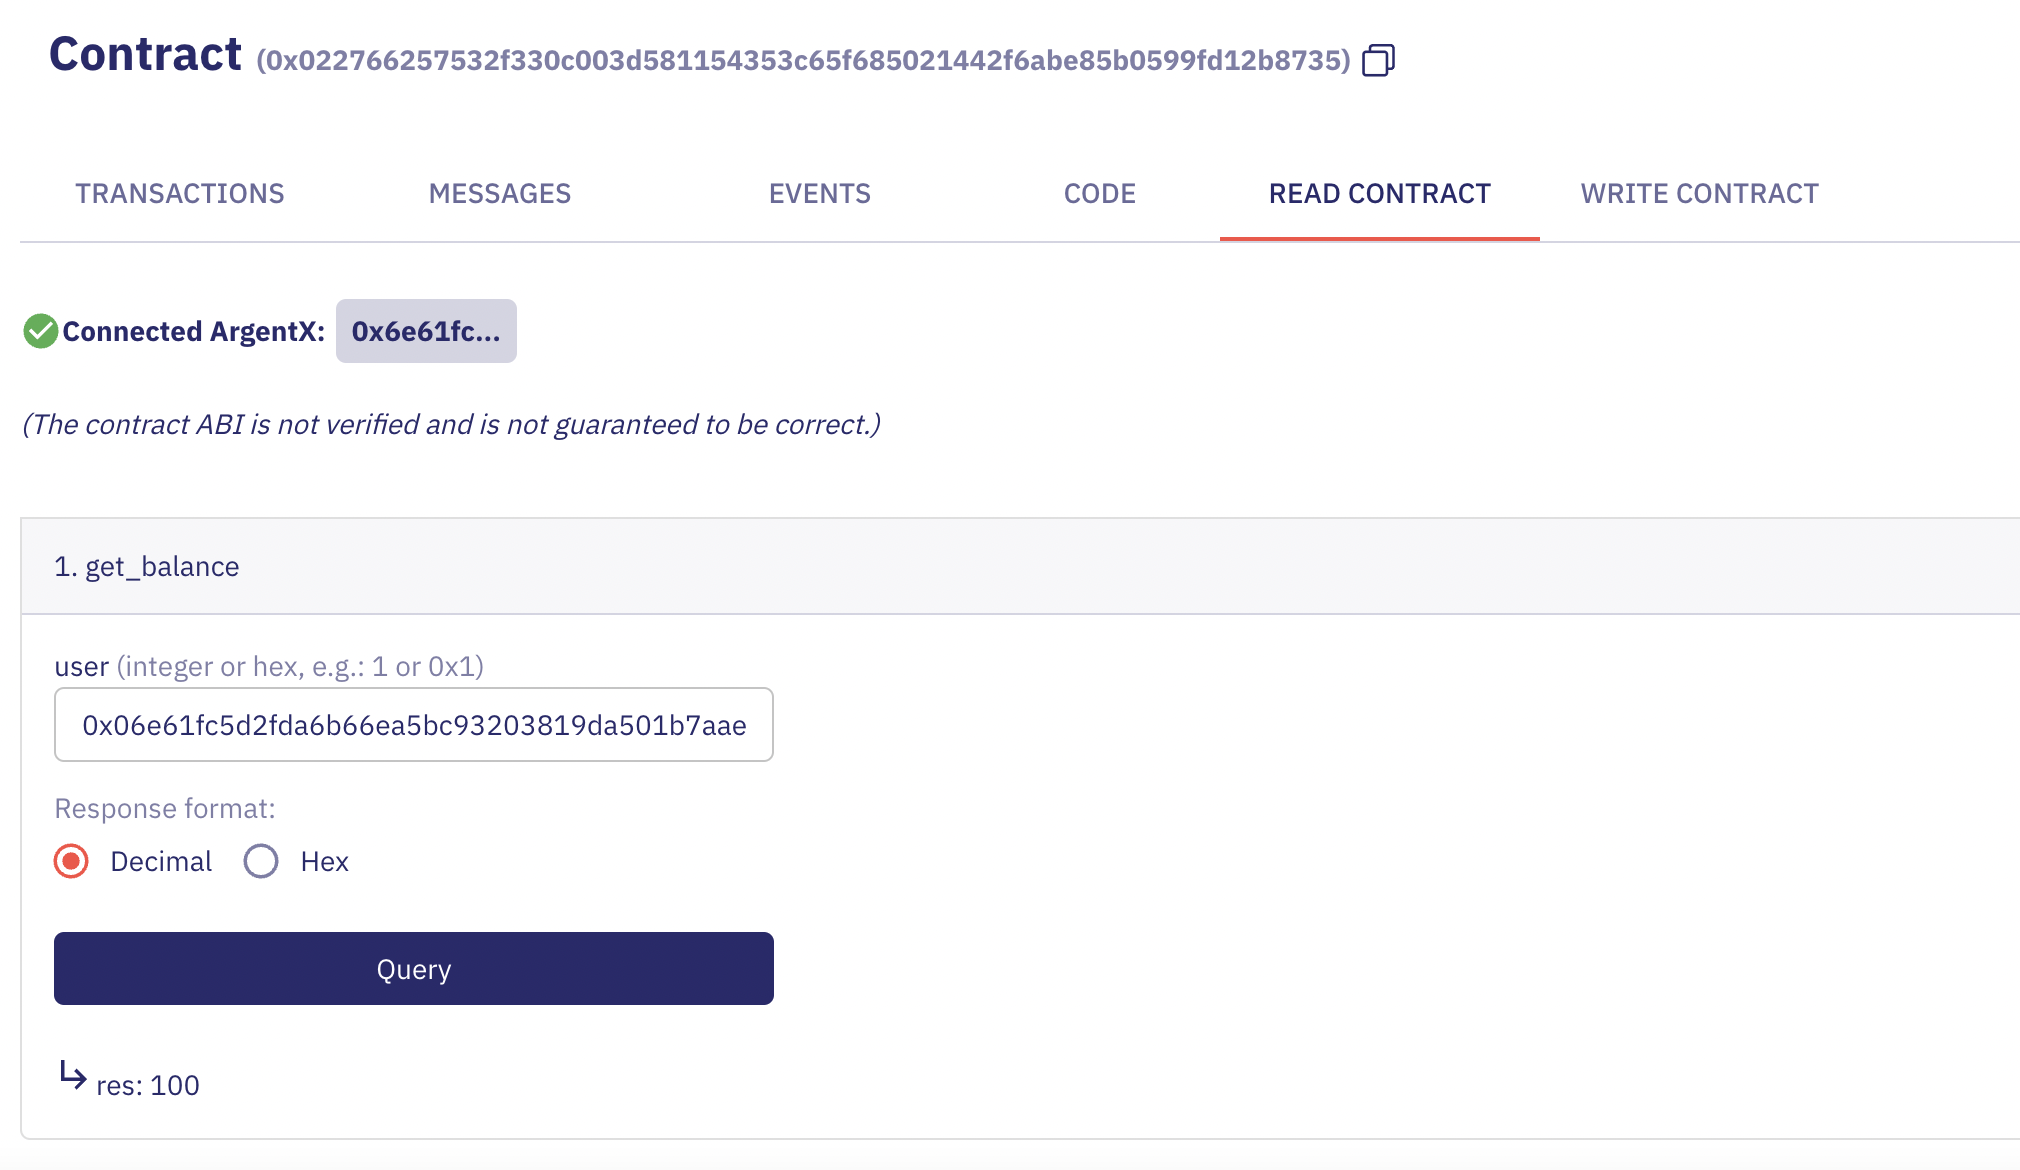 Contract (0x022766257532f330c003d581154353c65f685021442f6abe85b0599fd12b8735)
TRANSACTIONS MESSAGES EVENTS CODE READ CONTRACT WRITE CONTRACT
Connected ArgentX: 0x6e61fc...
(The contract ABI is not verified and is not guaranteed to be correct.)
1. get_balance
user (integer or hex, e.g.: 1 or 0x1)
0x06e61fc5d2fda6b66ea5bc93203819da501b7aae
Response format:
Decimal Hex
Query
res: 100